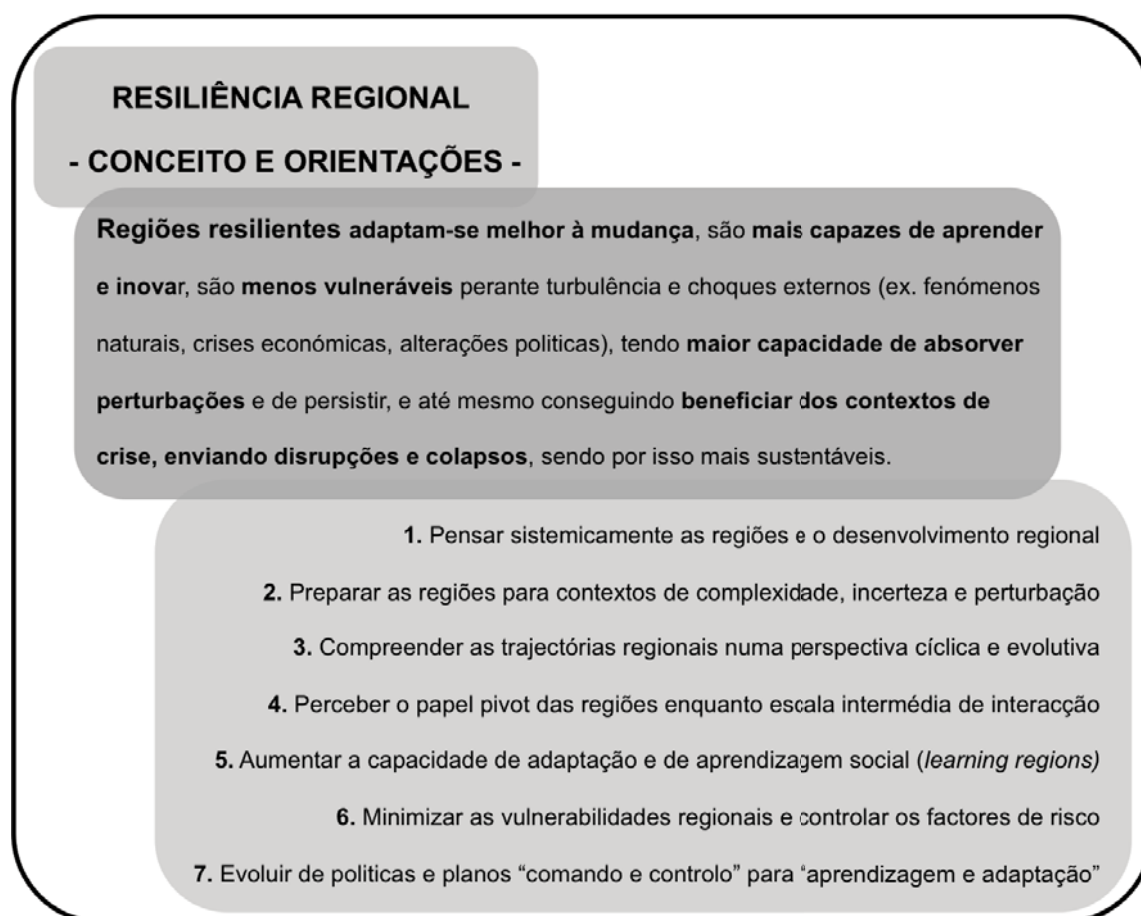 RESILIÊNCIA REGIONAL
- CONCEITO E ORIENTAÇÕES -
Regiões resilientes adaptam-se melhor à mudança, são mais capazes de aprender
e inovar, são menos vulneráveis perante turbulência e choques externos (ex. fenómenos
naturais, crises económicas, alterações politicas), tendo maior capacidade de absorver
perturbações e de persistir, e até mesmo conseguindo beneficiar dos contextos de
crise, enviando disrupções e colapsos, sendo por isso mais sustentáveis.
1. Pensar sistemicamente as regiões e o desenvolvimento regional
2. Preparar as regiões para contextos de complexidade, incerteza e perturbação
3. Compreender as trajectórias regionais numa perspectiva cíclica e evolutiva
4. Perceber o papel pivot das regiões enquanto escala intermédia de interacção
5. Aumentar a capacidade de adaptação e de aprendizagem social (learning regions)
6. Minimizar as vulnerabilidades regionais e controlar os factores de risco
7. Evoluir de politicas e planos “comando e controlo” para “aprendizagem e adaptação”